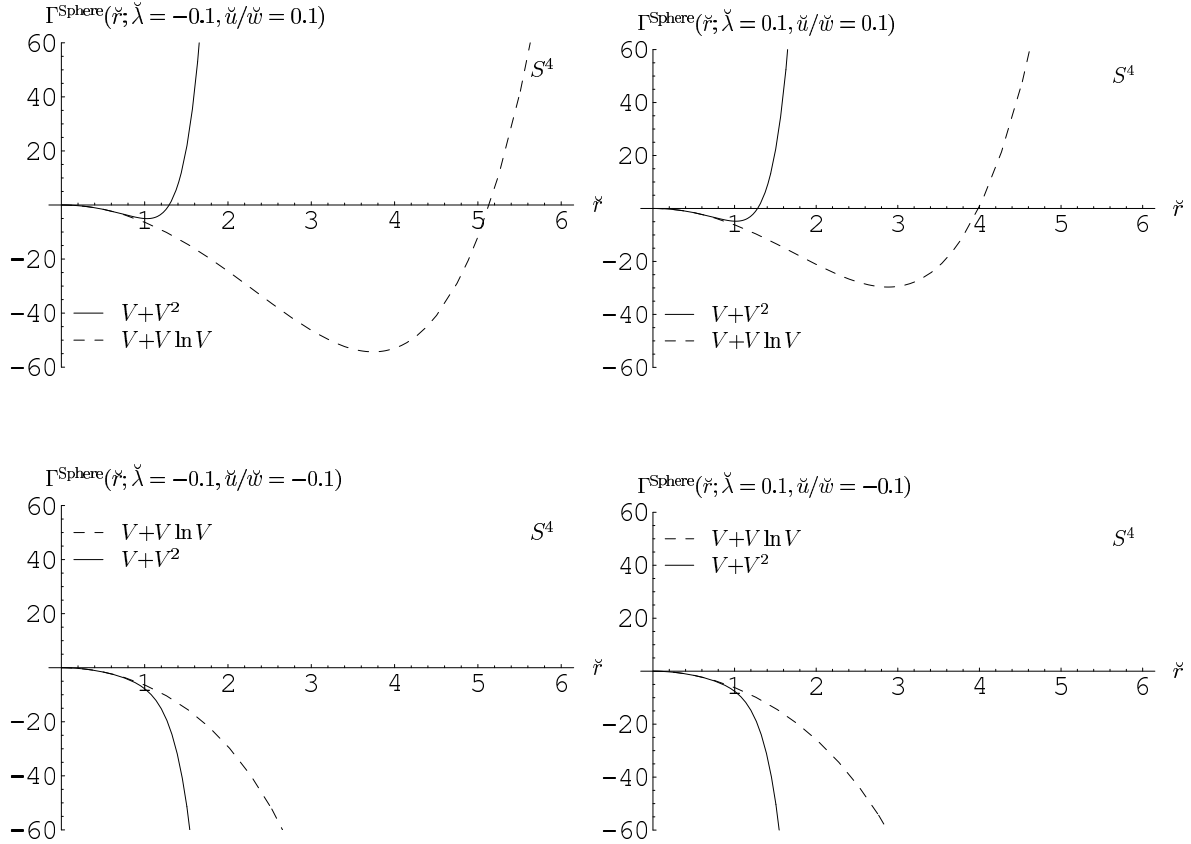 Γ^Sphere(r̆; λ̆ = −0.1, ŭ/w̆ = 0.1)
60
40
20
−20
−40
−60
1 2 3 4 5 6 r̆
S⁴
V+V²
V+V ln V
Γ^Sphere(r̆; λ̆ = 0.1, ŭ/w̆ = 0.1)
60
40
20
−20
−40
−60
1 2 3 4 5 6 r̆
S⁴
V+V²
V+V ln V
Γ^Sphere(r̆; λ̆ = −0.1, ŭ/w̆ = −0.1)
60
40
20
−20
−40
−60
1 2 3 4 5 6 r̆
V+V ln V
V+V²
S⁴
Γ^Sphere(r̆; λ̆ = 0.1, ŭ/w̆ = −0.1)
60
40
20
−20
−40
−60
1 2 3 4 5 6 r̆
V+V ln V
V+V²
S⁴